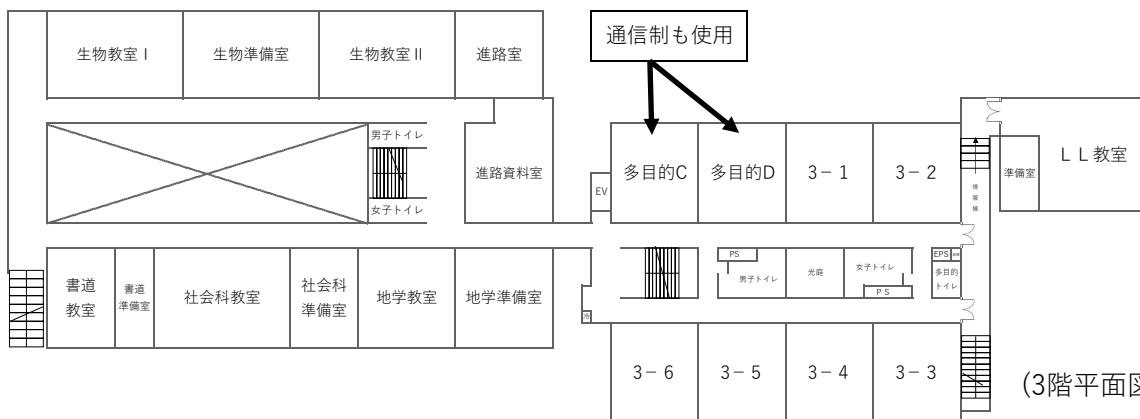 通信制も使用
生物教室Ⅰ
生物準備室
生物教室Ⅱ
進路室
男子トイレ
女子トイレ
進路資料室
EV
多目的C
多目的D
3-1
3-2
準備室
LL教室
情報棟
書道
教室
書道
準備室
社会科教室
社会科
準備室
地学教室
地学準備室
冷
PS
男子トイレ
光庭
女子トイレ
PS
EPS
多目的
トイレ
3-6
3-5
3-4
3-3
(3階平面図